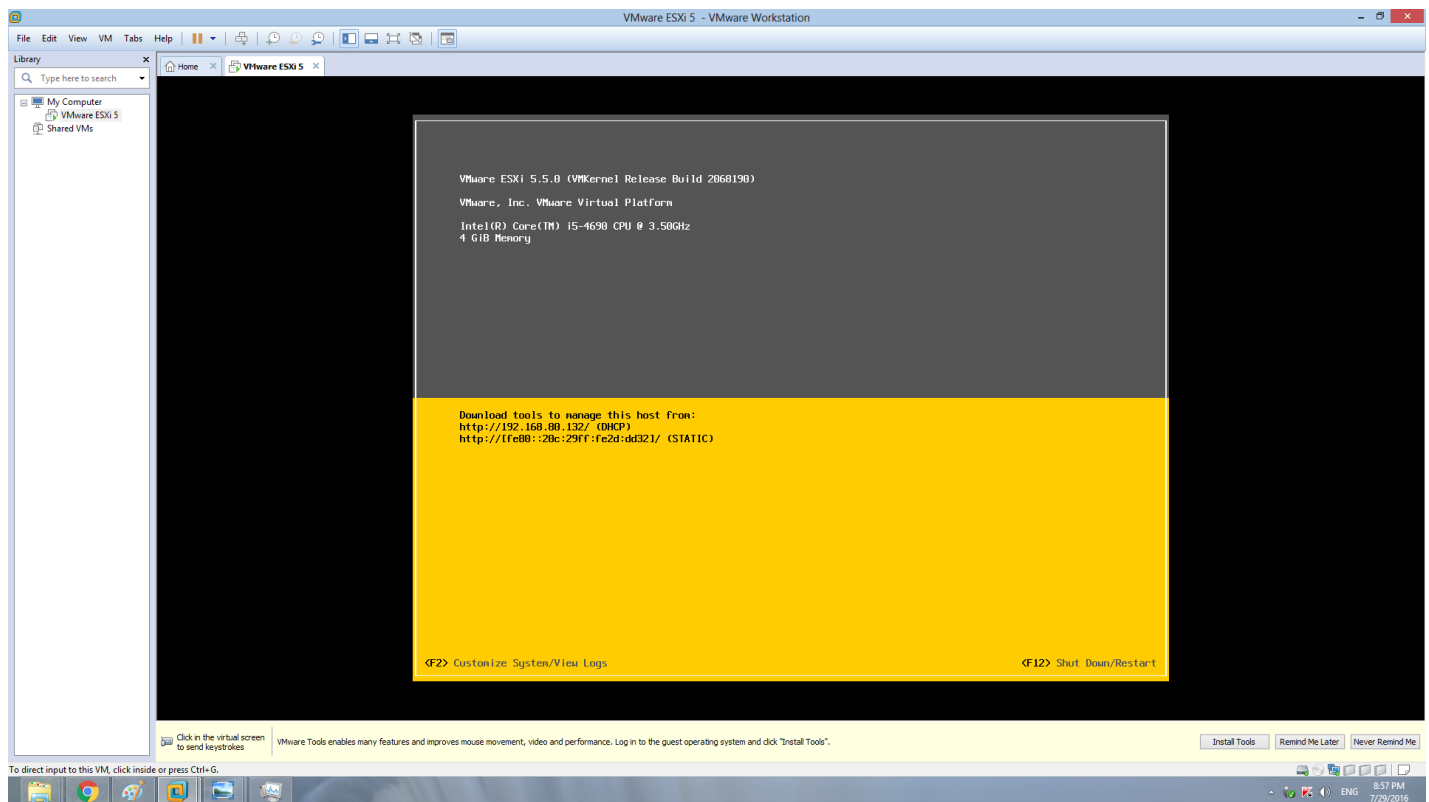 VMware ESXi 5 - VMware Workstation
File Edit View VM Tabs Help
Library
Type here to search
My Computer
VMware ESXi 5
Shared VMs
Home
VMware ESXi 5
VMware ESXi 5.5.0 (VMKernel Release Build 2068190)
VMware, Inc. VMware Virtual Platform
Intel(R) Core(TM) i5-4690 CPU @ 3.50GHz
4 GiB Memory
Download tools to manage this host from:
http://192.168.80.132/ (DHCP)
http://[fe80::20c:29ff:fe2d:dd32]/ (STATIC)
<F2> Customize System/View Logs
<F12> Shut Down/Restart
Click in the virtual screen
to send keystrokes
VMware Tools enables many features and improves mouse movement, video and performance. Log in to the guest operating system and click "Install Tools".
Install Tools
Remind Me Later
Never Remind Me
To direct input to this VM, click inside or press Ctrl+G.
ENG
8:57 PM
7/29/2016